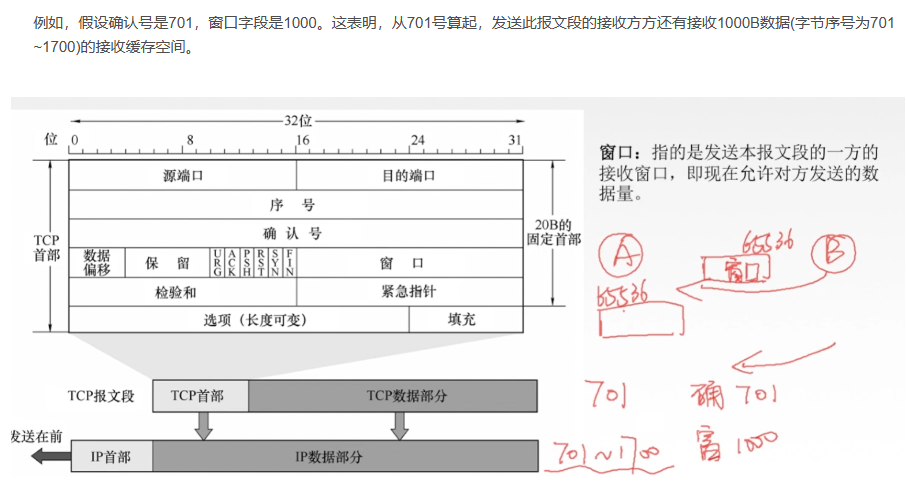 例如，假设确认号是701，窗口字段是1000。这表明，从701号算起，发送此报文段的接收方方还有接收1000B数据(字节序号为701
~1700)的接收缓存空间。
32位
位 0 8 16 24 31
源端口 目的端口
序 号
确 认 号
TCP
首部
20B的
固定首部
数据
偏移
保 留
URG
ACK
PSH
RST
SYN
FIN
窗 口
检验和 紧急指针
选项（长度可变） 填充
TCP报文段 TCP首部 TCP数据部分
发送在前
IP首部 IP数据部分
窗口：指的是发送本报文段的一方的
接收窗口，即现在允许对方发送的数
据量。
65536
A 窗口 B
65536
701 确 701
701~1700 窗 1000